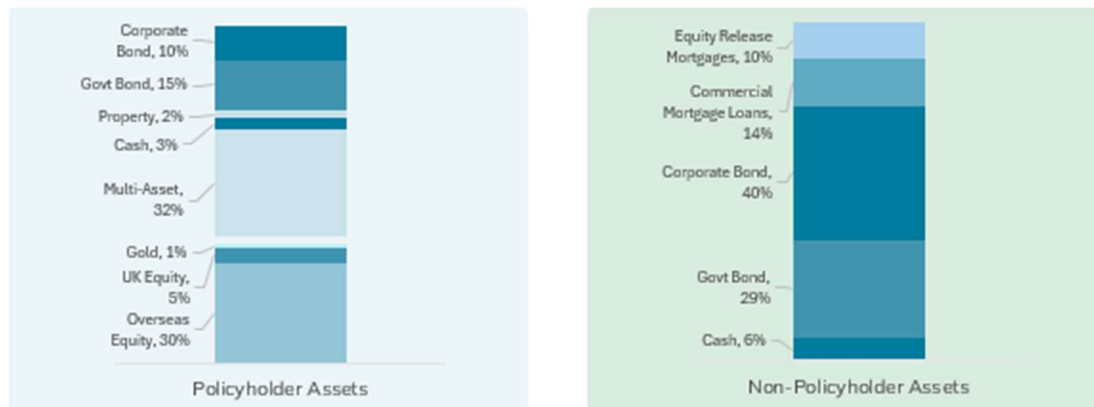 Corporate
Bond, 10%
Govt Bond, 15%
Property, 2%
Cash, 3%
Multi-Asset,
32%
Gold, 1%
UK Equity,
5%
Overseas
Equity, 30%
Policyholder Assets
Equity Release
Mortgages, 10%
Commercial
Mortgage Loans,
14%
Corporate Bond,
40%
Govt Bond,
29%
Cash, 6%
Non-Policyholder Assets